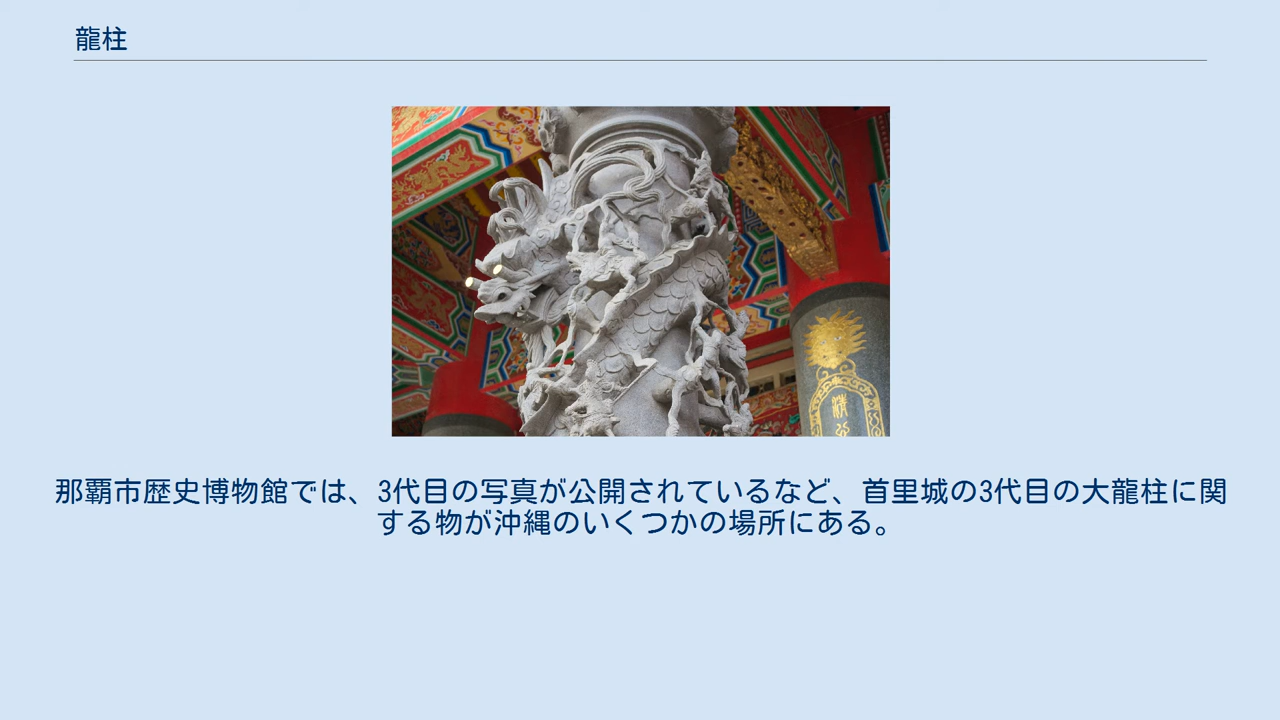 龍柱
清
那覇市歴史博物館では、3代目の写真が公開されているなど、首里城の3代目の大龍柱に関
する物が沖縄のいくつかの場所にある。